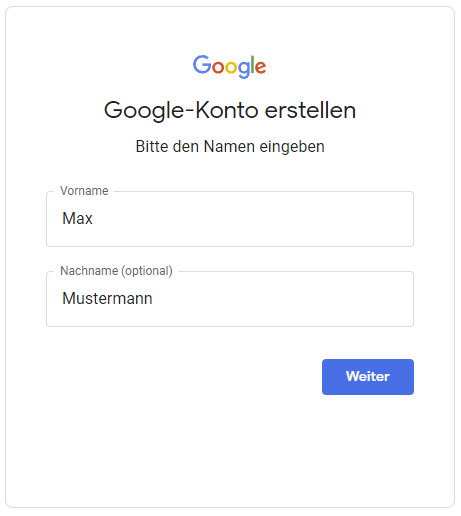 Google
Google-Konto erstellen
Bitte den Namen eingeben
Vorname
Max
Nachname (optional)
Mustermann
Weiter